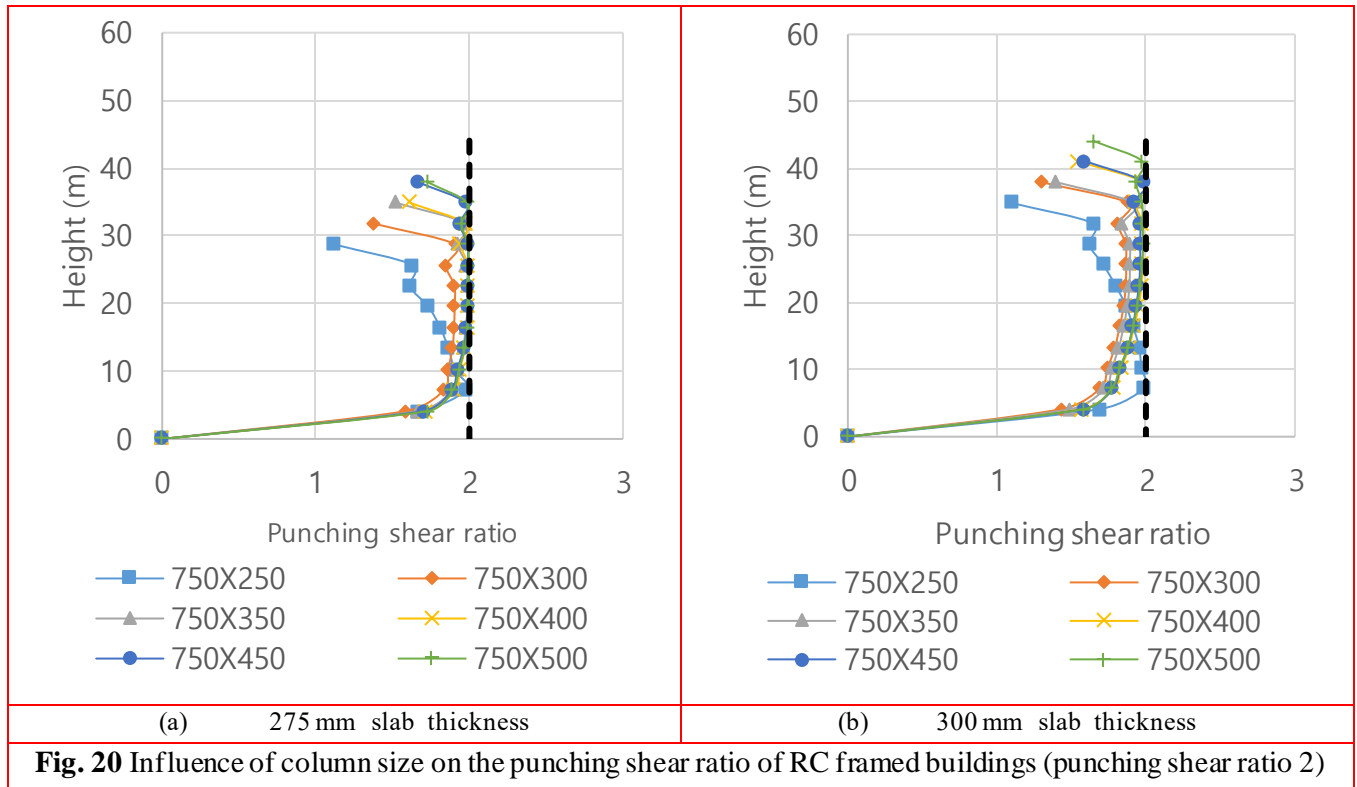 60
50
40
30
20
10
0
Height (m)
0 1 2 3
Punching shear ratio
750X250 750X300
750X350 750X400
750X450 750X500
(a) 275 mm slab thickness
60
50
40
30
20
10
0
Height (m)
0 1 2 3
Punching shear ratio
750X250 750X300
750X350 750X400
750X450 750X500
(b) 300 mm slab thickness
Fig. 20 Influence of column size on the punching shear ratio of RC framed buildings (punching shear ratio 2)